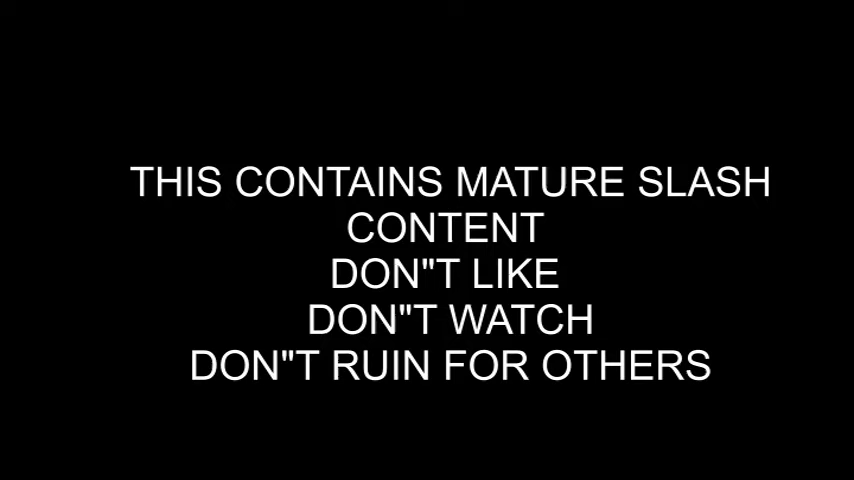 THIS CONTAINS MATURE SLASH
CONTENT
DON"T LIKE
DON"T WATCH
DON"T RUIN FOR OTHERS